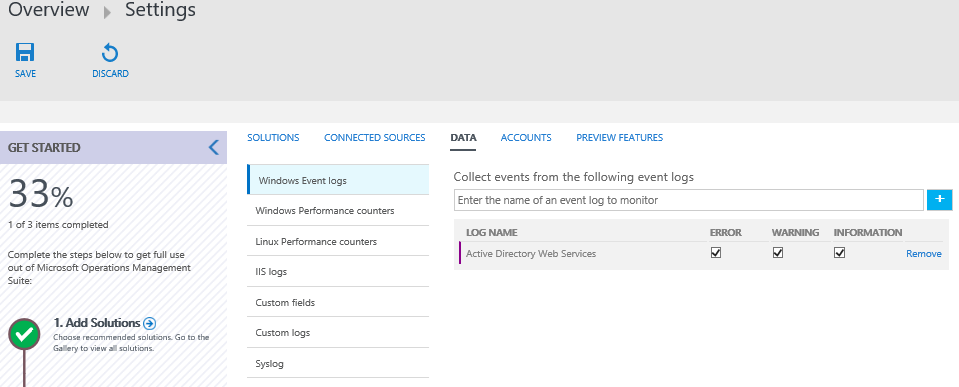 Overview Settings
SAVE DISCARD
GET STARTED
33%
1 of 3 items completed
Complete the steps below to get full use
out of Microsoft Operations Management
Suite:
1. Add Solutions
Choose recommended solutions. Go to the
Gallery to view all solutions.
SOLUTIONS CONNECTED SOURCES DATA ACCOUNTS PREVIEW FEATURES
Windows Event logs
Windows Performance counters
Linux Performance counters
IIS logs
Custom fields
Custom logs
Syslog
Collect events from the following event logs
Enter the name of an event log to monitor +
LOG NAME ERROR WARNING INFORMATION
Active Directory Web Services Remove